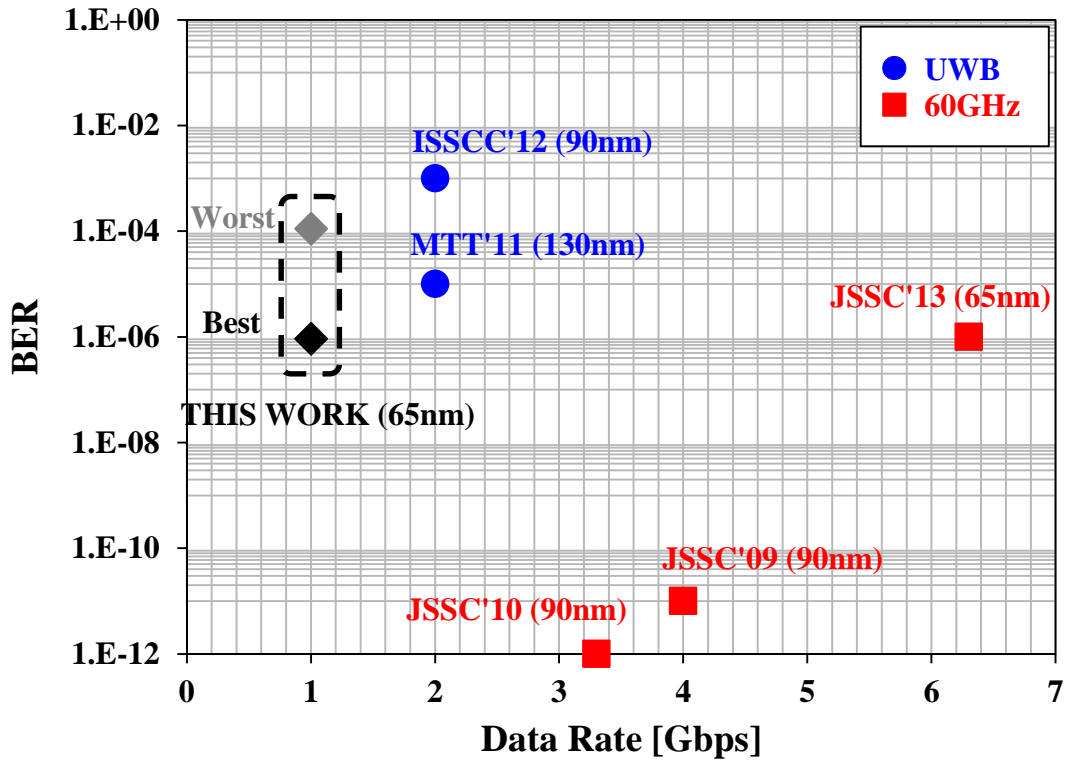 1.E+00
UWB
60GHz
1.E-02
ISSCC'12 (90nm)
Worst
1.E-04
MTT'11 (130nm)
JSSC'13 (65nm)
Best
1.E-06
BER
THIS WORK (65nm)
1.E-08
1.E-10
JSSC'09 (90nm)
JSSC'10 (90nm)
1.E-12
0 1 2 3 4 5 6 7
Data Rate [Gbps]